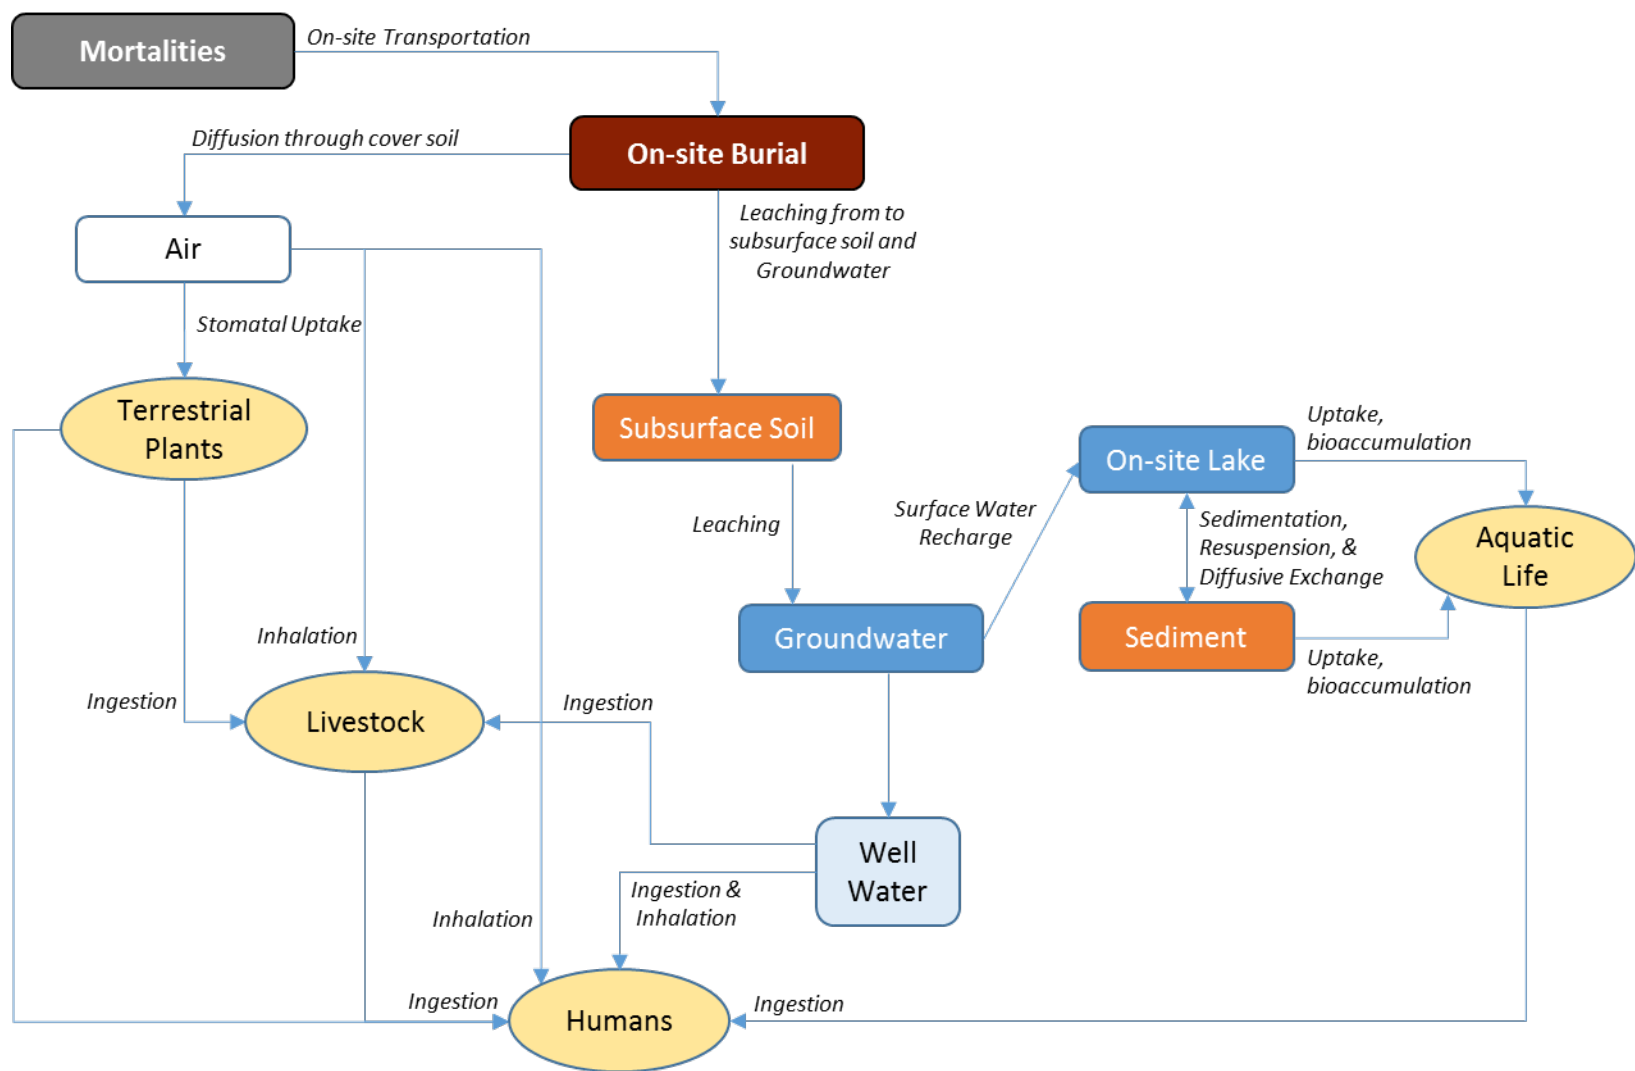 Mortalities
On-site Transportation
Diffusion through cover soil
On-site Burial
Leaching from to
subsurface soil and
Groundwater
Air
Stomatal Uptake
Terrestrial
Plants
Subsurface Soil
On-site Lake
Uptake,
bioaccumulation
Leaching
Surface Water
Recharge
Sedimentation,
Resuspension, &
Diffusive Exchange
Aquatic
Life
Inhalation
Groundwater
Sediment
Uptake,
bioaccumulation
Ingestion
Livestock
Ingestion
Well
Water
Ingestion &
Inhalation
Inhalation
Ingestion
Humans
Ingestion